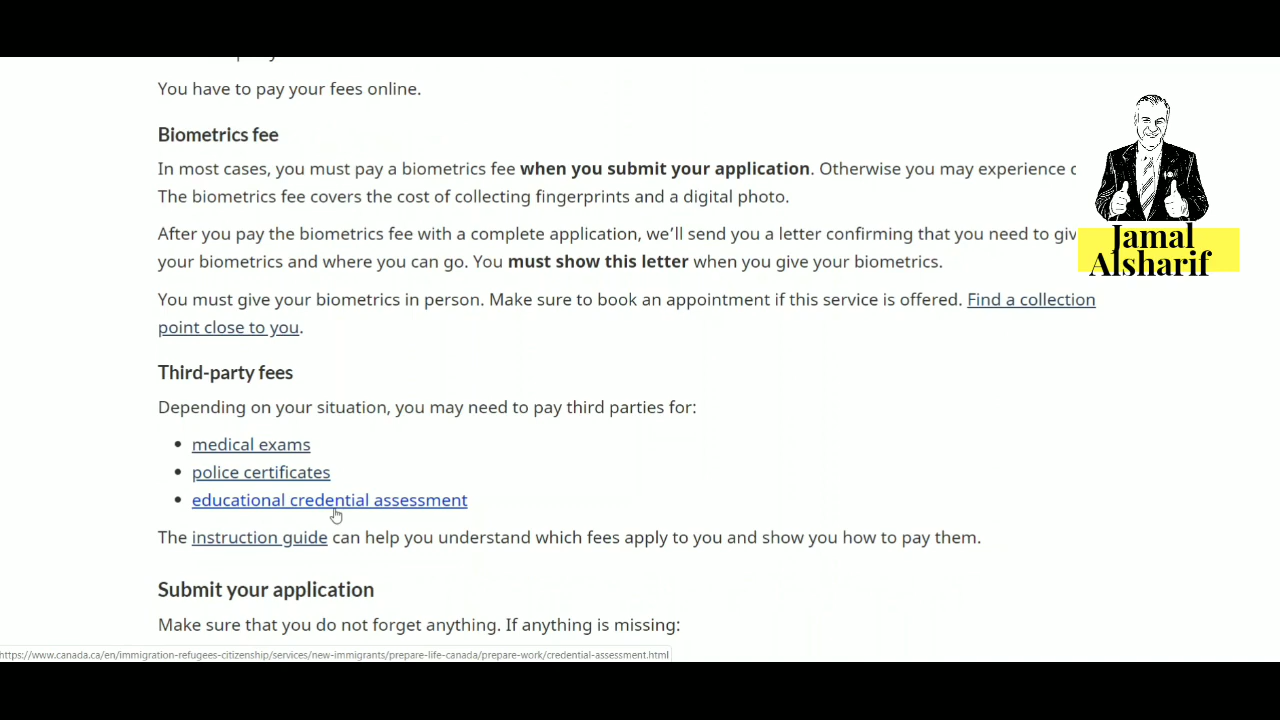 You have to pay your fees online.
Biometrics fee
In most cases, you must pay a biometrics fee when you submit your application. Otherwise you may experience
The biometrics fee covers the cost of collecting fingerprints and a digital photo.
After you pay the biometrics fee with a complete application, we'll send you a letter confirming that you need to
your biometrics and where you can go. You must show this letter when you give your biometrics.
You must give your biometrics in person. Make sure to book an appointment if this service is offered. Find a collection
point close to you.
Third-party fees
Depending on your situation, you may need to pay third parties for:
• medical exams
• police certificates
• educational credential assessment
The instruction guide can help you understand which fees apply to you and show you how to pay them.
Submit your application
Make sure that you do not forget anything. If anything is missing:
https://www.canada.ca/en/immigration-refugees-citizenship/services/new-immigrants/prepare-life-canada/prepare-work/credential-assessment.html
Jamal
Alsharif